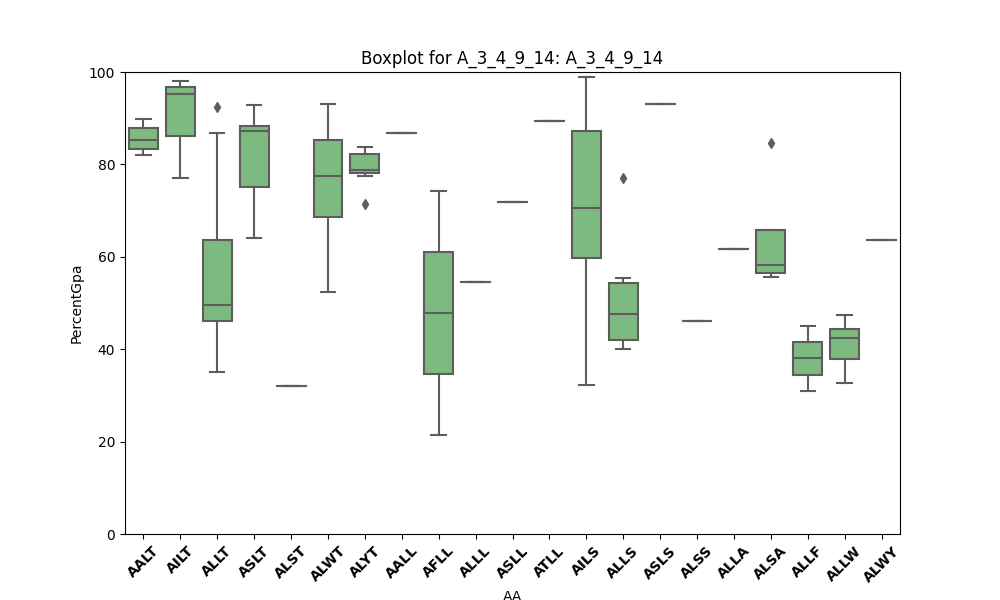 Boxplot for A_3_4_9_14: A_3_4_9_14
100
80
60
40
20
0
PercentGpa
AALT AILT ALLT ASLT ALST ALWT ALYT AALL AFLL ALLL ASLL ATLL AILS ALLS ASLS ALSS ALLA ALSA ALLF ALLW ALWY
AA